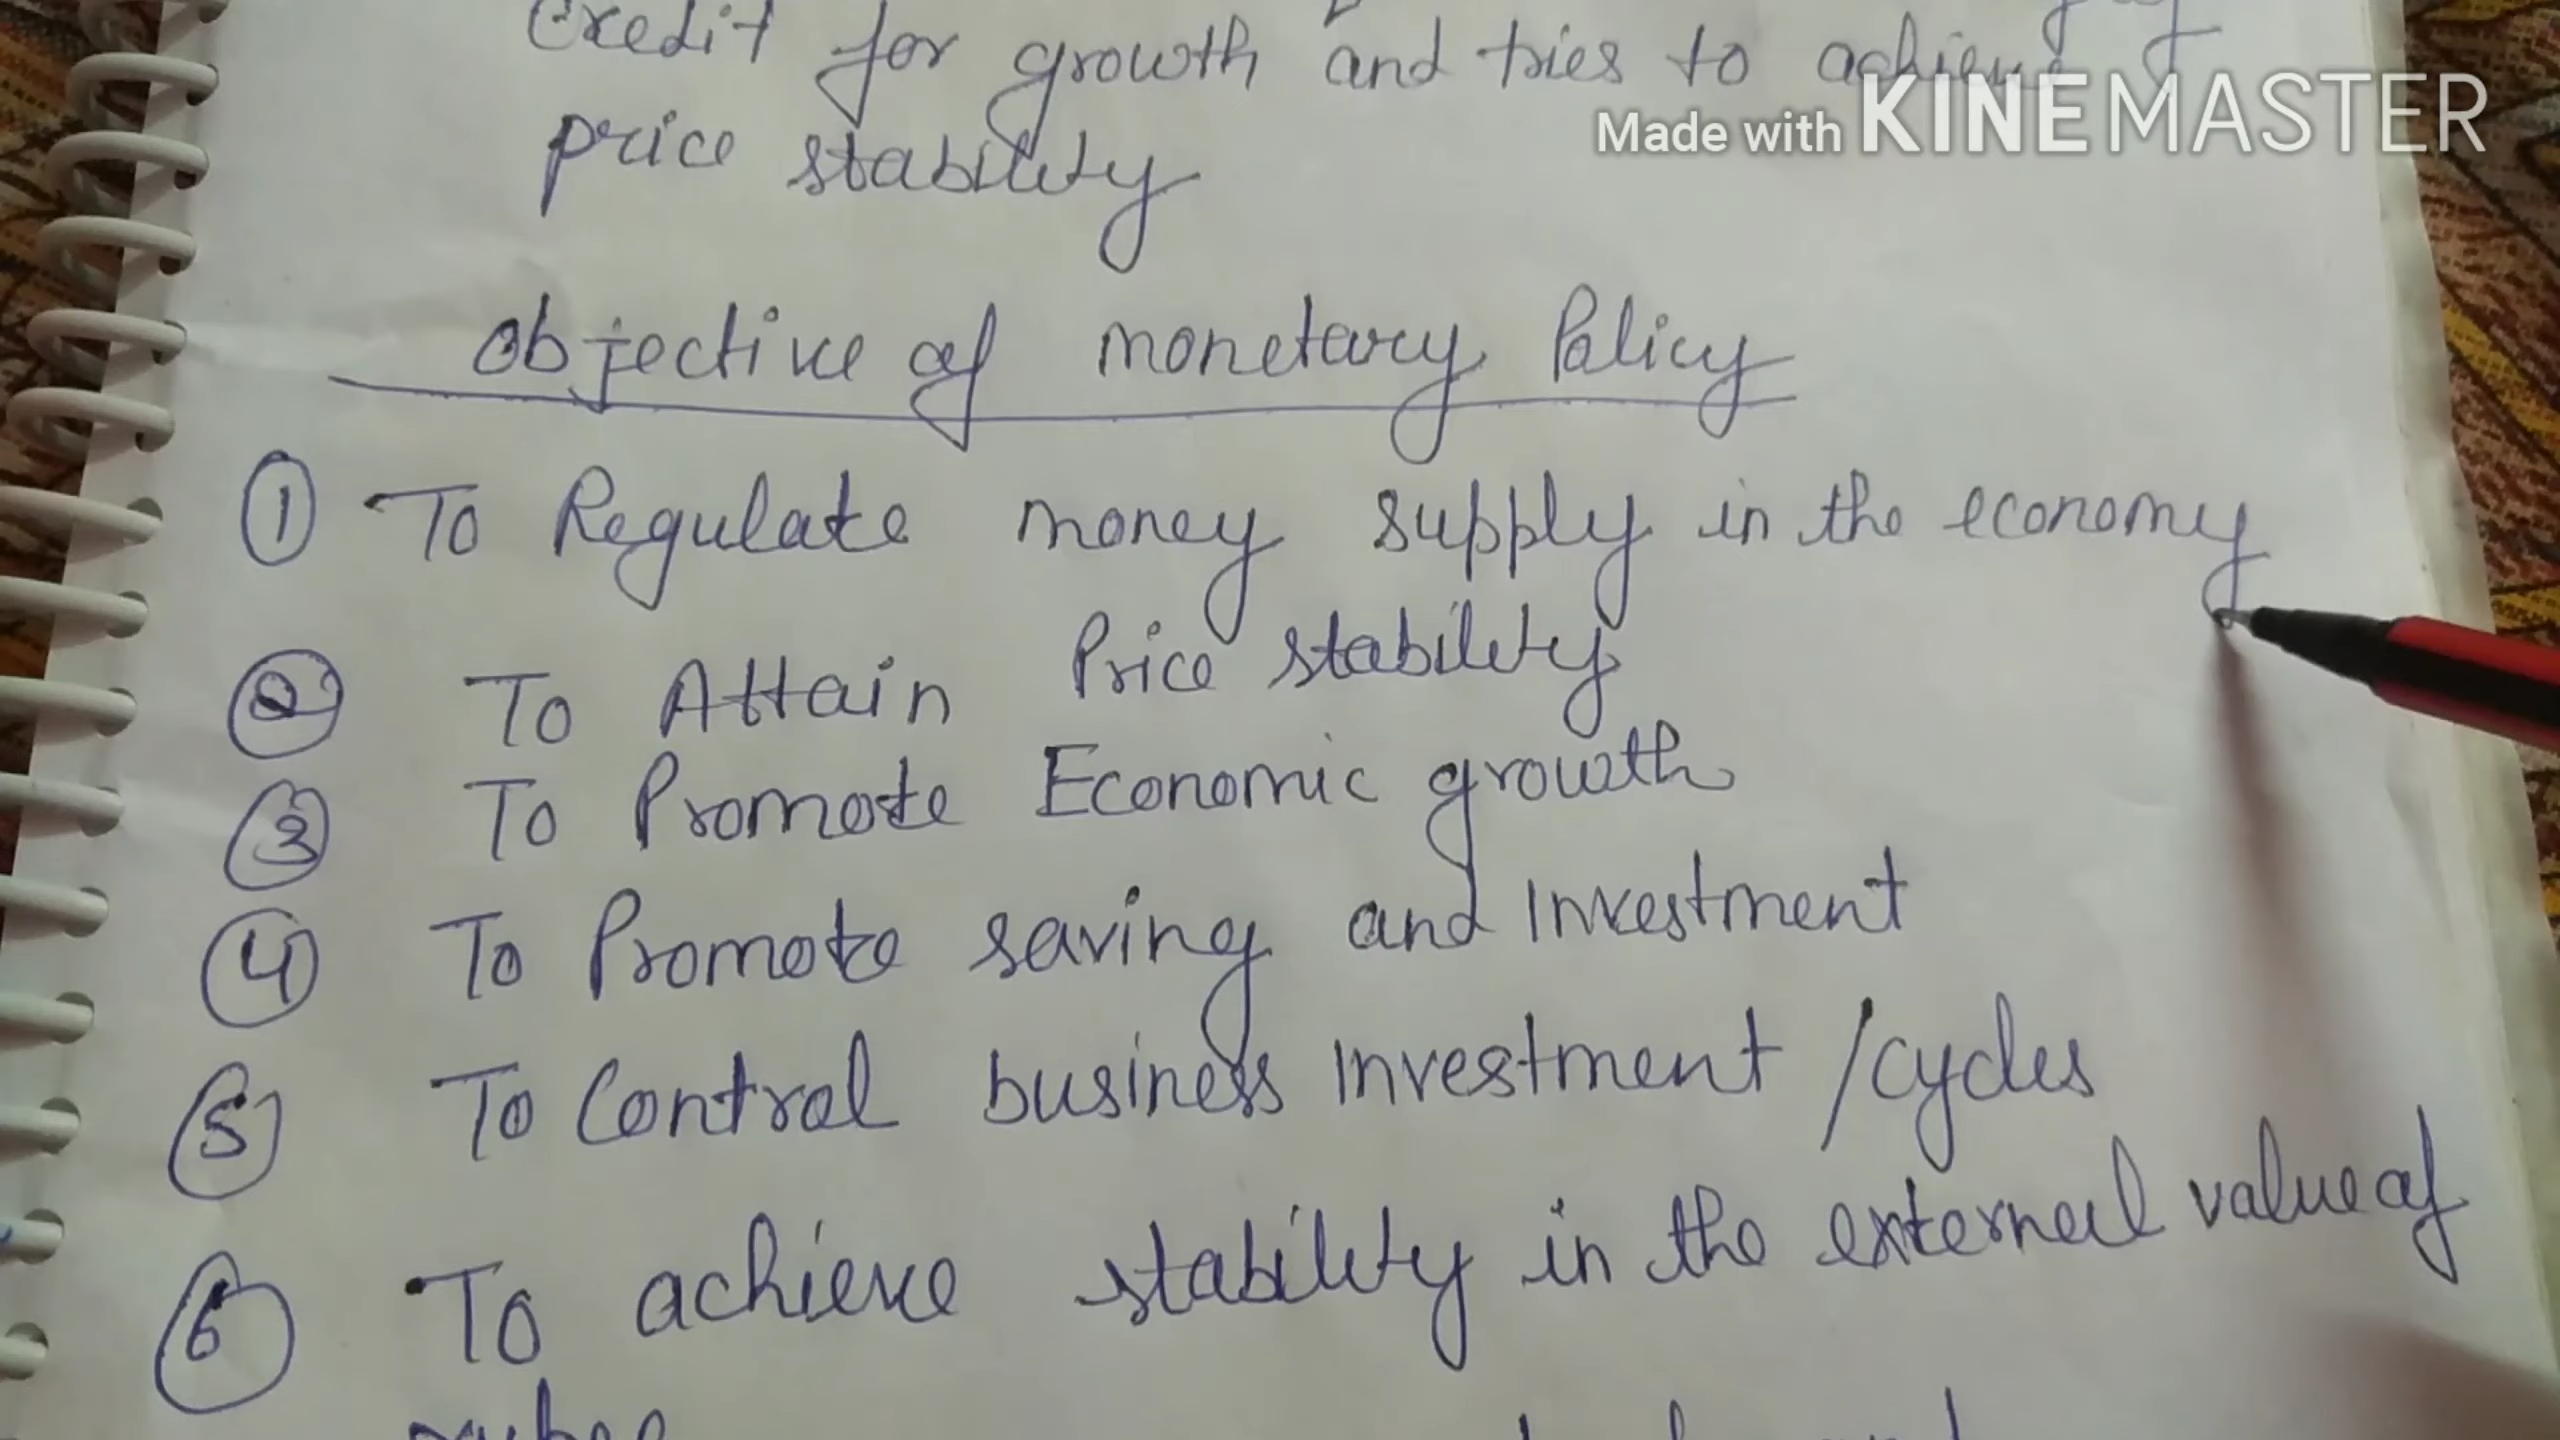 Credit for growth and tries to achieve
Made with KINEMASTER
price stability
Objective of monetary Policy
1 To Regulate money supply in the economy
2 To Attain Price stability
3 To Promote Economic growth
4 To Promote saving and Investment
5 To Control business Investment /cycles
6 To achieve stability in the external value of